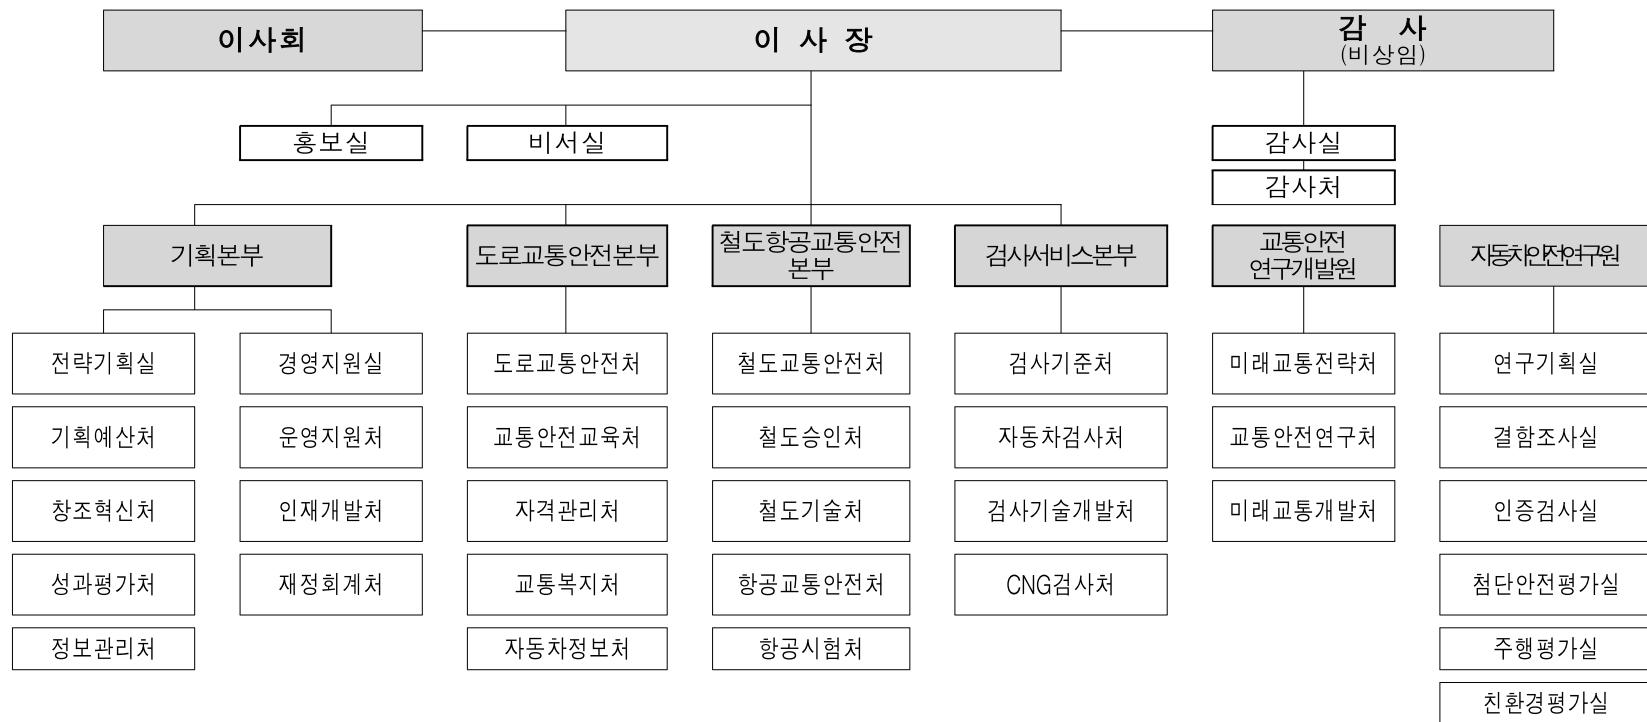 이사회
이 사 장
감 사
(비상임)
홍보실
비서실
감사실
감사처
기획본부
도로교통안전본부
철도항공교통안전
본부
검사서비스본부
교통안전
연구개발원
자동차안전연구원
전략기획실
경영지원실
도로교통안전처
철도교통안전처
검사기준처
미래교통전략처
연구기획실
기획예산처
운영지원처
교통안전교육처
철도승인처
자동차검사처
교통안전연구처
결함조사실
창조혁신처
인재개발처
자격관리처
철도기술처
검사기술개발처
미래교통개발처
인증검사실
성과평가처
재정회계처
교통복지처
항공교통안전처
CNG검사처
첨단안전평가실
정보관리처
자동차정보처
항공시험처
주행평가실
친환경평가실